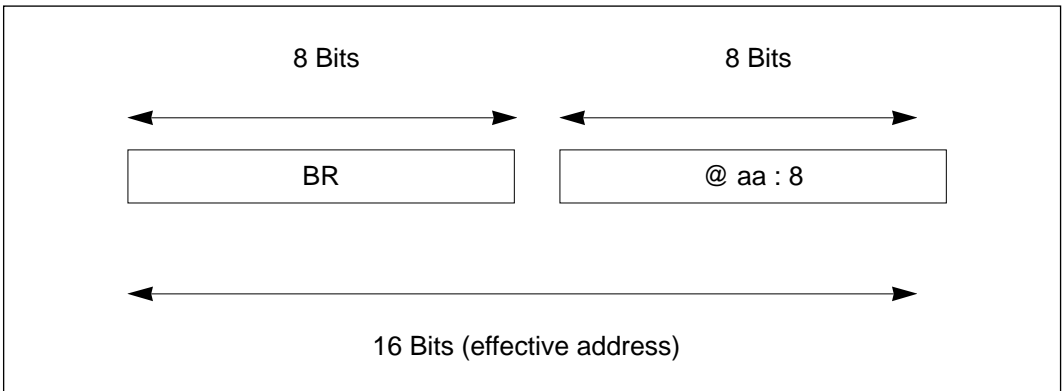 8 Bits 8 Bits
BR @ aa : 8
16 Bits (effective address)